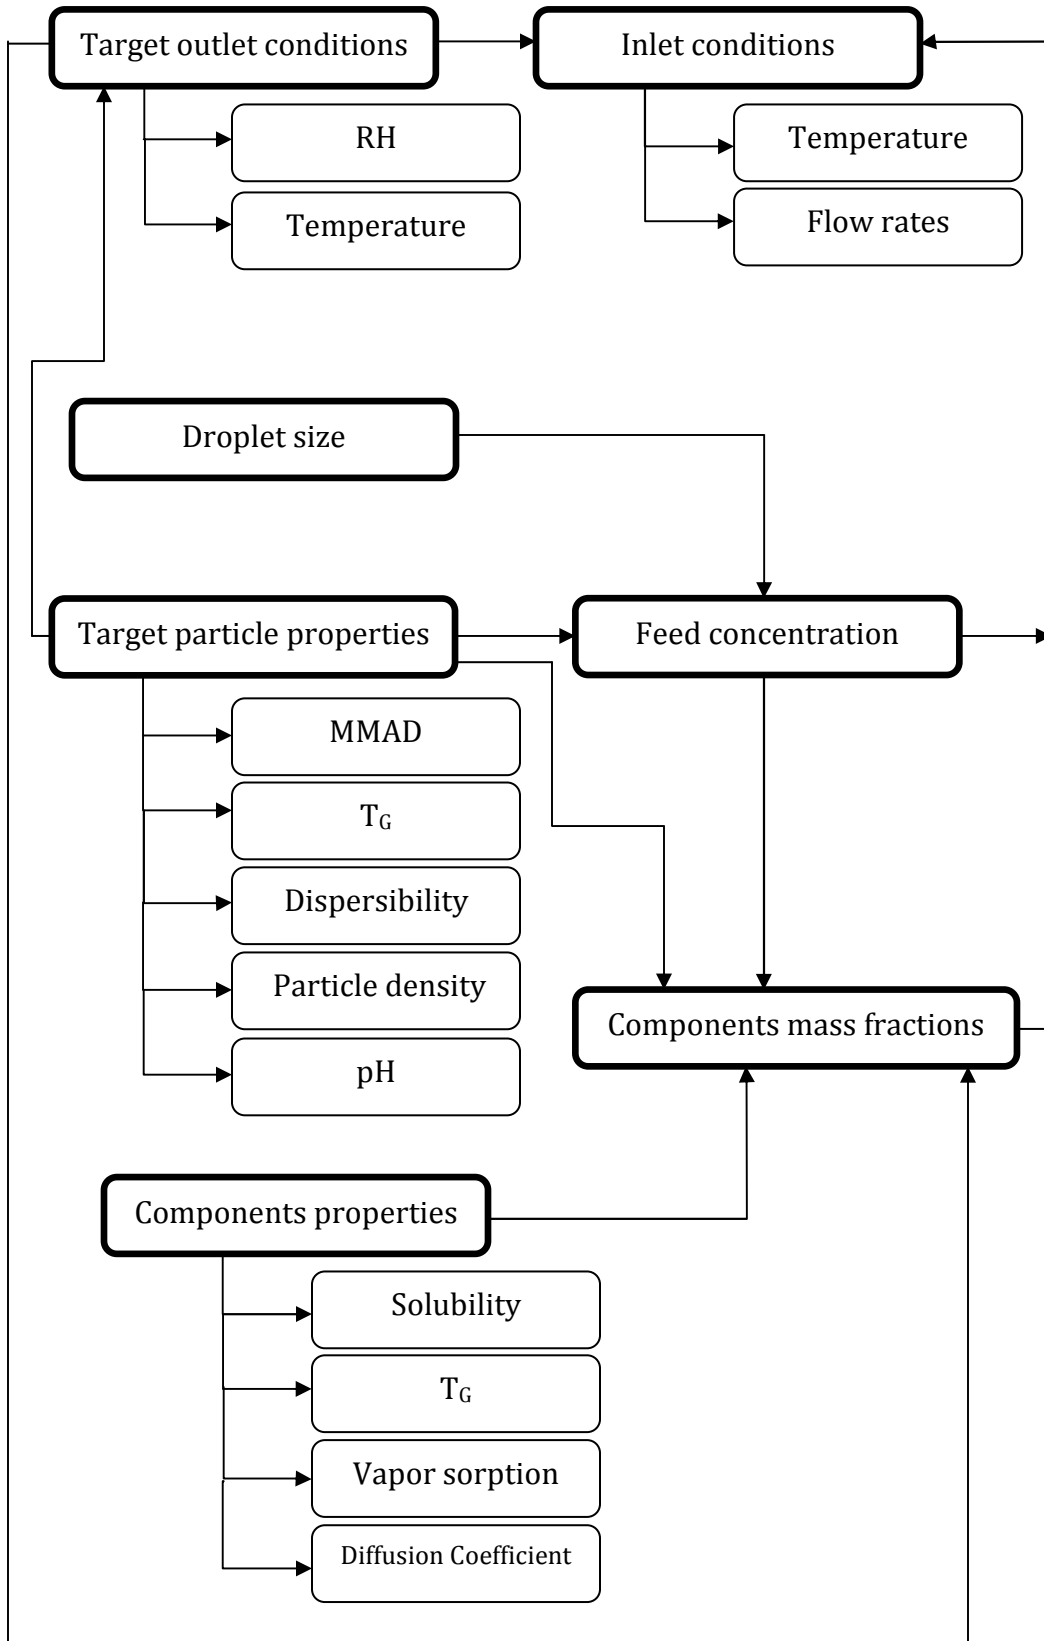 Target outlet conditions
Inlet conditions
RH
Temperature
Temperature
Flow rates
Droplet size
Target particle properties
Feed concentration
MMAD
TG
Dispersibility
Particle density
Components mass fractions
pH
Components properties
Solubility
TG
Vapor sorption
Diffusion Coefficient